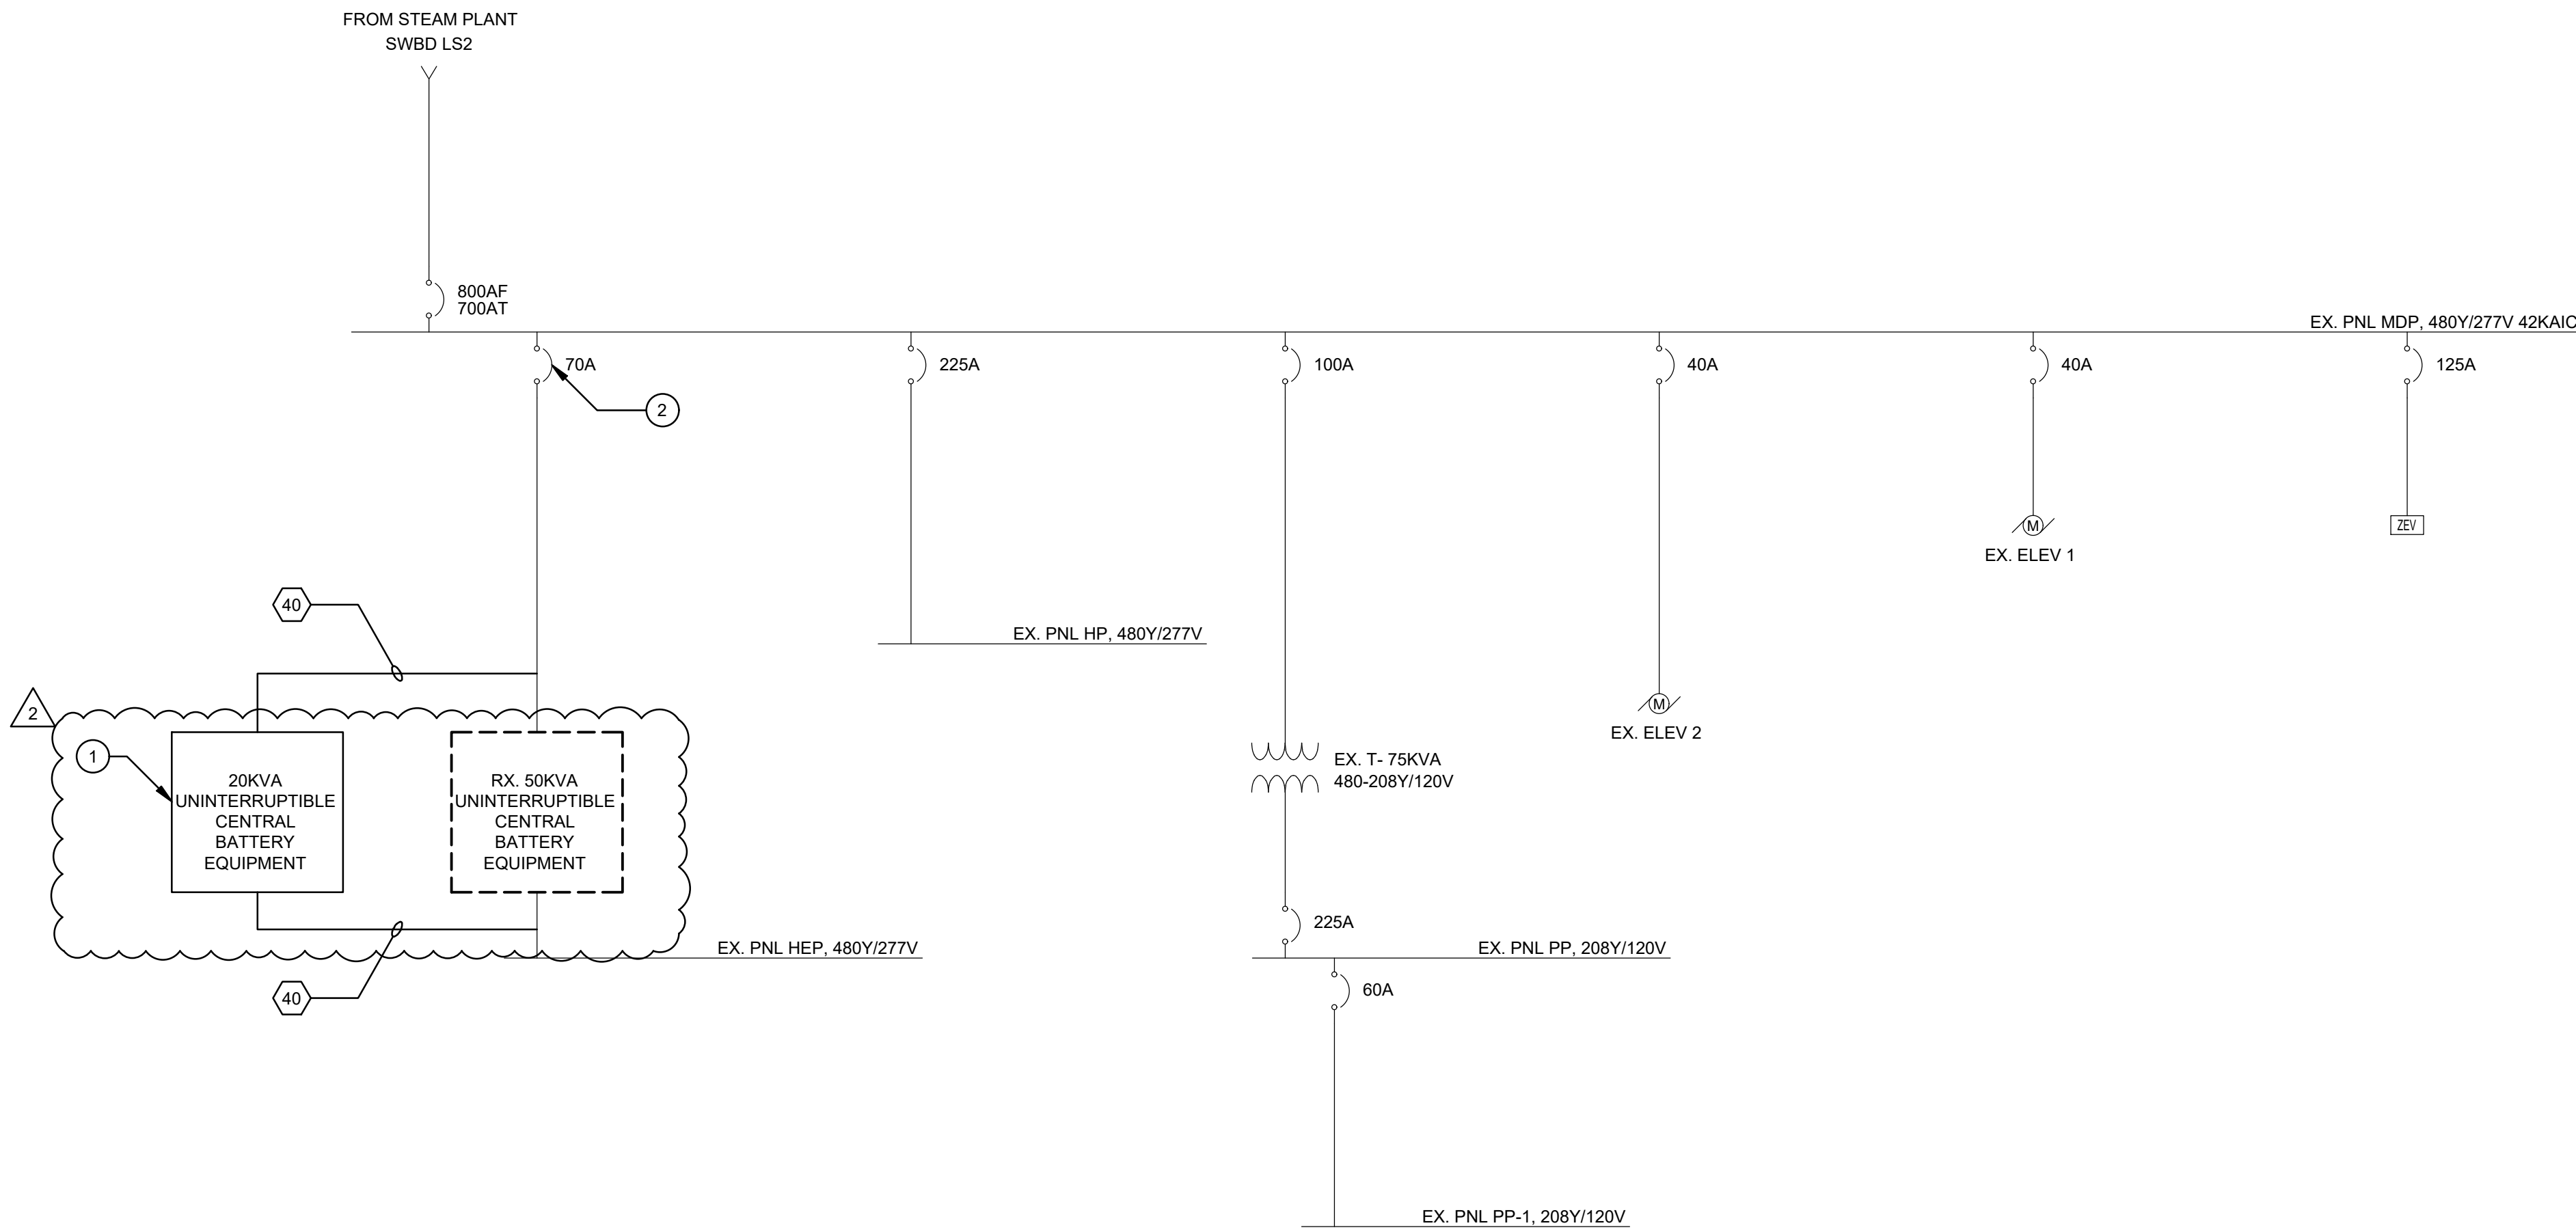 FROM STEAM PLANT
SWBD LS2
800AF
700AT
EX. PNL MDP, 480Y/277V 42KAIC
70A
225A
100A
40A
40A
125A
2
ZEV
M
EX. ELEV 1
40
EX. PNL HP, 480Y/277V
2
M
EX. ELEV 2
1
20KVA
UNINTERRUPTIBLE
CENTRAL
BATTERY
EQUIPMENT
RX. 50KVA
UNINTERRUPTIBLE
CENTRAL
BATTERY
EQUIPMENT
EX. T- 75KVA
480-208Y/120V
225A
EX. PNL HEP, 480Y/277V
EX. PNL PP, 208Y/120V
60A
40
EX. PNL PP-1, 208Y/120V